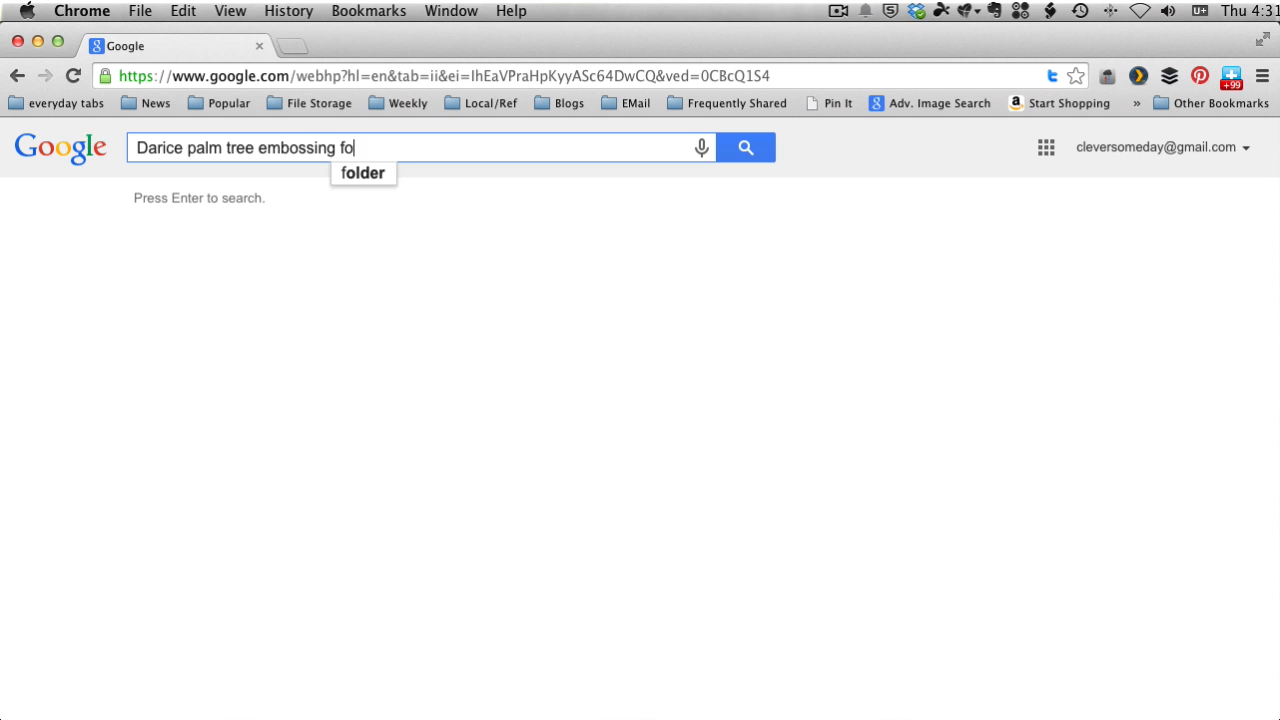 Chrome File Edit View History Bookmarks Window Help Thu 4:31
Google
https://www.google.com/webhp?hl=en&tab=ii&ei=IhEaVPraHpKyyASc64DwCQ&ved=0CBcQ1S4
+99
everyday tabs News Popular File Storage Weekly Local/Ref Blogs EMail Frequently Shared Pin It Adv. Image Search Start Shopping » Other Bookmarks
Google Darice palm tree embossing fo cleversomeday@gmail.com
folder
Press Enter to search.